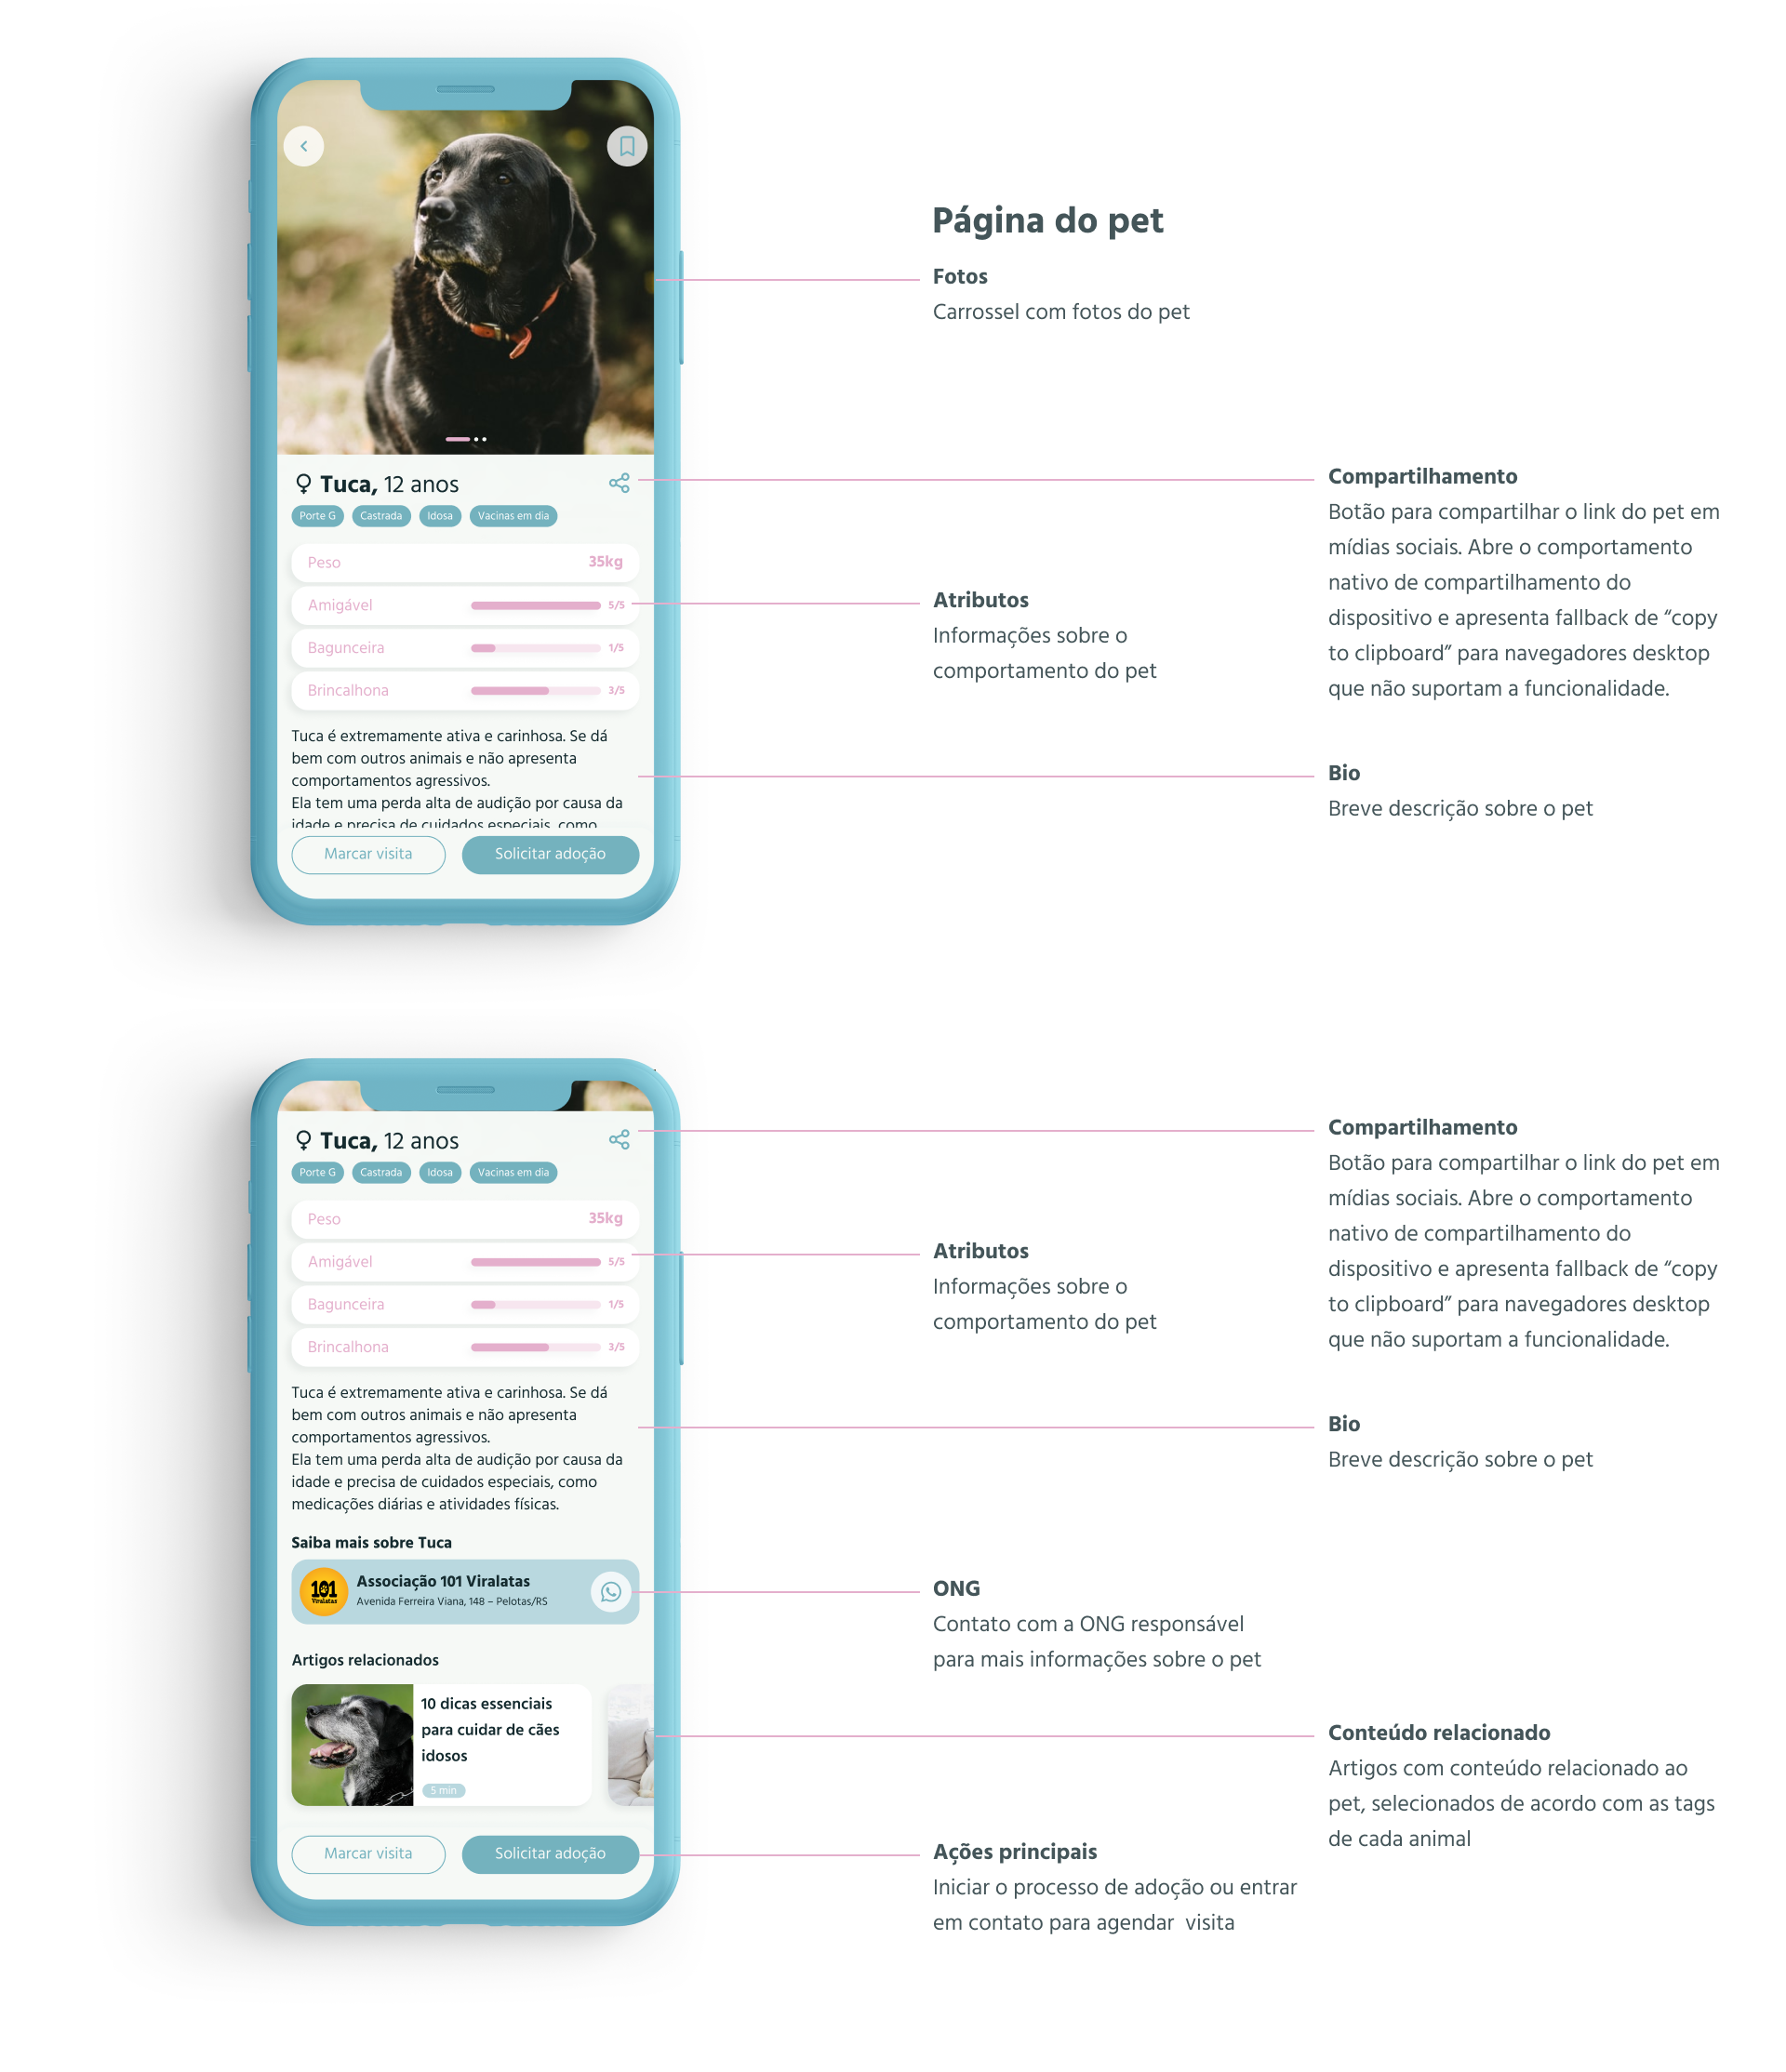 Página do pet
Fotos
Carrossel com fotos do pet
Tuca, 12 anos
Porte G Castrada Idosa Vacinas em dia
Peso 35kg
Amigável 5/5
Bagunceira 1/5
Brincalhona 3/5
Tuca é extremamente ativa e carinhosa. Se dá
bem com outros animais e não apresenta
comportamentos agressivos.
Ela tem uma perda alta de audição por causa da
idade e precisa de cuidados especiais, como
Marcar visita Solicitar adoção
Compartilhamento
Botão para compartilhar o link do pet em
mídias sociais. Abre o comportamento
nativo de compartilhamento do
dispositivo e apresenta fallback de “copy
to clipboard” para navegadores desktop
que não suportam a funcionalidade.
Atributos
Informações sobre o
comportamento do pet
Bio
Breve descrição sobre o pet
Tuca, 12 anos
Porte G Castrada Idosa Vacinas em dia
Peso 35kg
Amigável 5/5
Bagunceira 1/5
Brincalhona 3/5
Tuca é extremamente ativa e carinhosa. Se dá
bem com outros animais e não apresenta
comportamentos agressivos.
Ela tem uma perda alta de audição por causa da
idade e precisa de cuidados especiais, como
medicações diárias e atividades físicas.
Saiba mais sobre Tuca
101
Viralatas
Associação 101 Viralatas
Avenida Ferreira Viana, 148 – Pelotas/RS
Artigos relacionados
10 dicas essenciais
para cuidar de cães
idosos
5 min
Marcar visita Solicitar adoção
Compartilhamento
Botão para compartilhar o link do pet em
mídias sociais. Abre o comportamento
nativo de compartilhamento do
dispositivo e apresenta fallback de “copy
to clipboard” para navegadores desktop
que não suportam a funcionalidade.
Atributos
Informações sobre o
comportamento do pet
Bio
Breve descrição sobre o pet
ONG
Contato com a ONG responsável
para mais informações sobre o pet
Conteúdo relacionado
Artigos com conteúdo relacionado ao
pet, selecionados de acordo com as tags
de cada animal
Ações principais
Iniciar o processo de adoção ou entrar
em contato para agendar visita